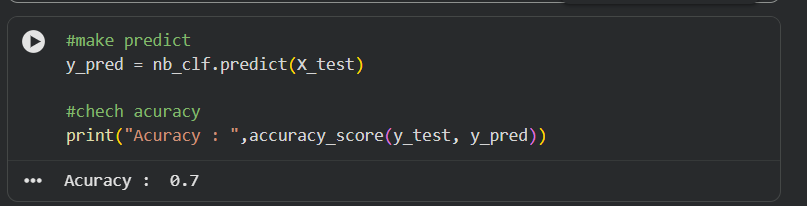 #make predict
y_pred = nb_clf.predict(X_test)
#chech acuracy
print("Acuracy : ",accuracy_score(y_test, y_pred))
Acuracy :  0.7